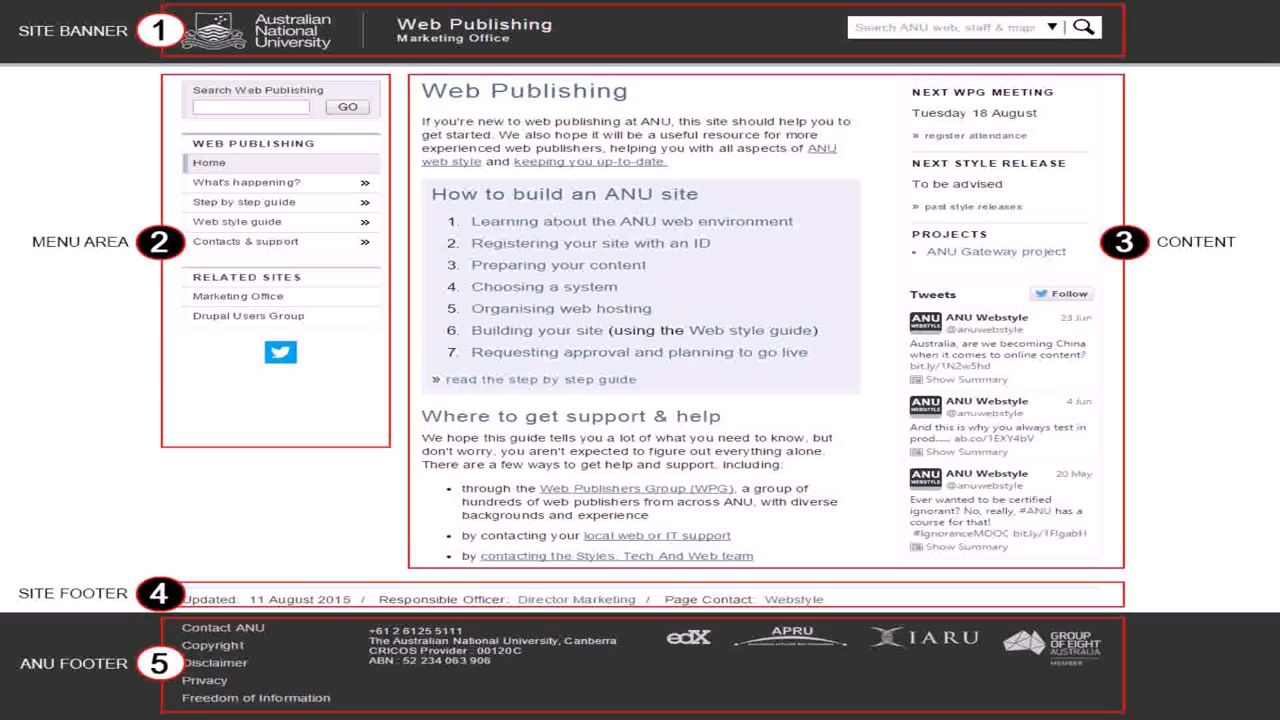 SITE BANNER
1
Australian
National
University
Web Publishing
Marketing Office
Search ANU web, staff & maps
MENU AREA
2
Search Web Publishing
GO
WEB PUBLISHING
Home
What's happening? »
Step by step guide »
Web style guide »
Contacts & support »
RELATED SITES
Marketing Office
Drupal Users Group
3
CONTENT
Web Publishing
If you're new to web publishing at ANU, this site should help you to
get started. We also hope it will be a useful resource for more
experienced web publishers, helping you with all aspects of ANU
web style and keeping you up-to-date.
How to build an ANU site
1. Learning about the ANU web environment
2. Registering your site with an ID
3. Preparing your content
4. Choosing a system
5. Organising web hosting
6. Building your site (using the Web style guide)
7. Requesting approval and planning to go live
» read the step by step guide
Where to get support & help
We hope this guide tells you a lot of what you need to know, but
don't worry, you aren't expected to figure out everything alone.
There are a few ways to get help and support, including:
• through the Web Publishers Group (WPG), a group of
hundreds of web publishers from across ANU, with diverse
backgrounds and experience
• by contacting your local web or IT support
• by contacting the Styles, Tech And Web team
NEXT WPG MEETING
Tuesday 18 August
» register attendance
NEXT STYLE RELEASE
To be advised
» past style releases
PROJECTS
• ANU Gateway project
Tweets
Follow
ANU
WEBSTYLE
ANU Webstyle 23 Jun
@anuwebstyle
Australia, are we becoming China
when it comes to online content?
bit.ly/1N2w5hd
Show Summary
ANU
WEBSTYLE
ANU Webstyle 4 Jun
@anuwebstyle
And this is why you always test in
prod...... ab.co/1EXY4bV
Show Summary
ANU
WEBSTYLE
ANU Webstyle 20 May
@anuwebstyle
Ever wanted to be certified
ignorant? No, really, #ANU has a
course for that!
#IgnoranceMOOC bit.ly/1FIgabH
Show Summary
SITE FOOTER
4
Updated: 11 August 2015 / Responsible Officer: Director Marketing / Page Contact: Webstyle
ANU FOOTER
5
Contact ANU
Copyright
Disclaimer
Privacy
Freedom of Information
+61 2 6125 5111
The Australian National University, Canberra
CRICOS Provider : 00120C
ABN : 52 234 063 906
edX
APRU
IARU
GROUP
OF EIGHT
AUSTRALIA
MEMBER